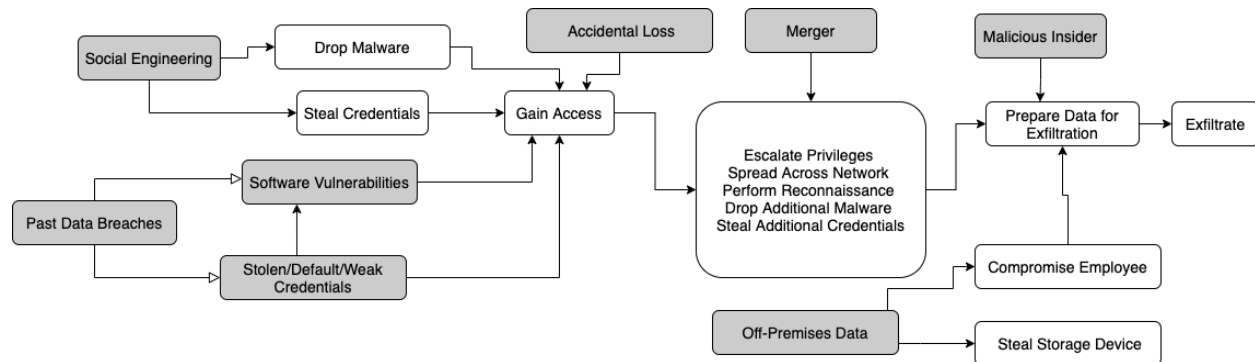 Social Engineering
Drop Malware
Accidental Loss
Merger
Malicious Insider
Steal Credentials
Gain Access
Prepare Data for
Exfiltration
Exfiltrate
Escalate Privileges
Spread Across Network
Perform Reconnaissance
Drop Additional Malware
Steal Additional Credentials
Software Vulnerabilities
Past Data Breaches
Stolen/Default/Weak
Credentials
Compromise Employee
Off-Premises Data
Steal Storage Device